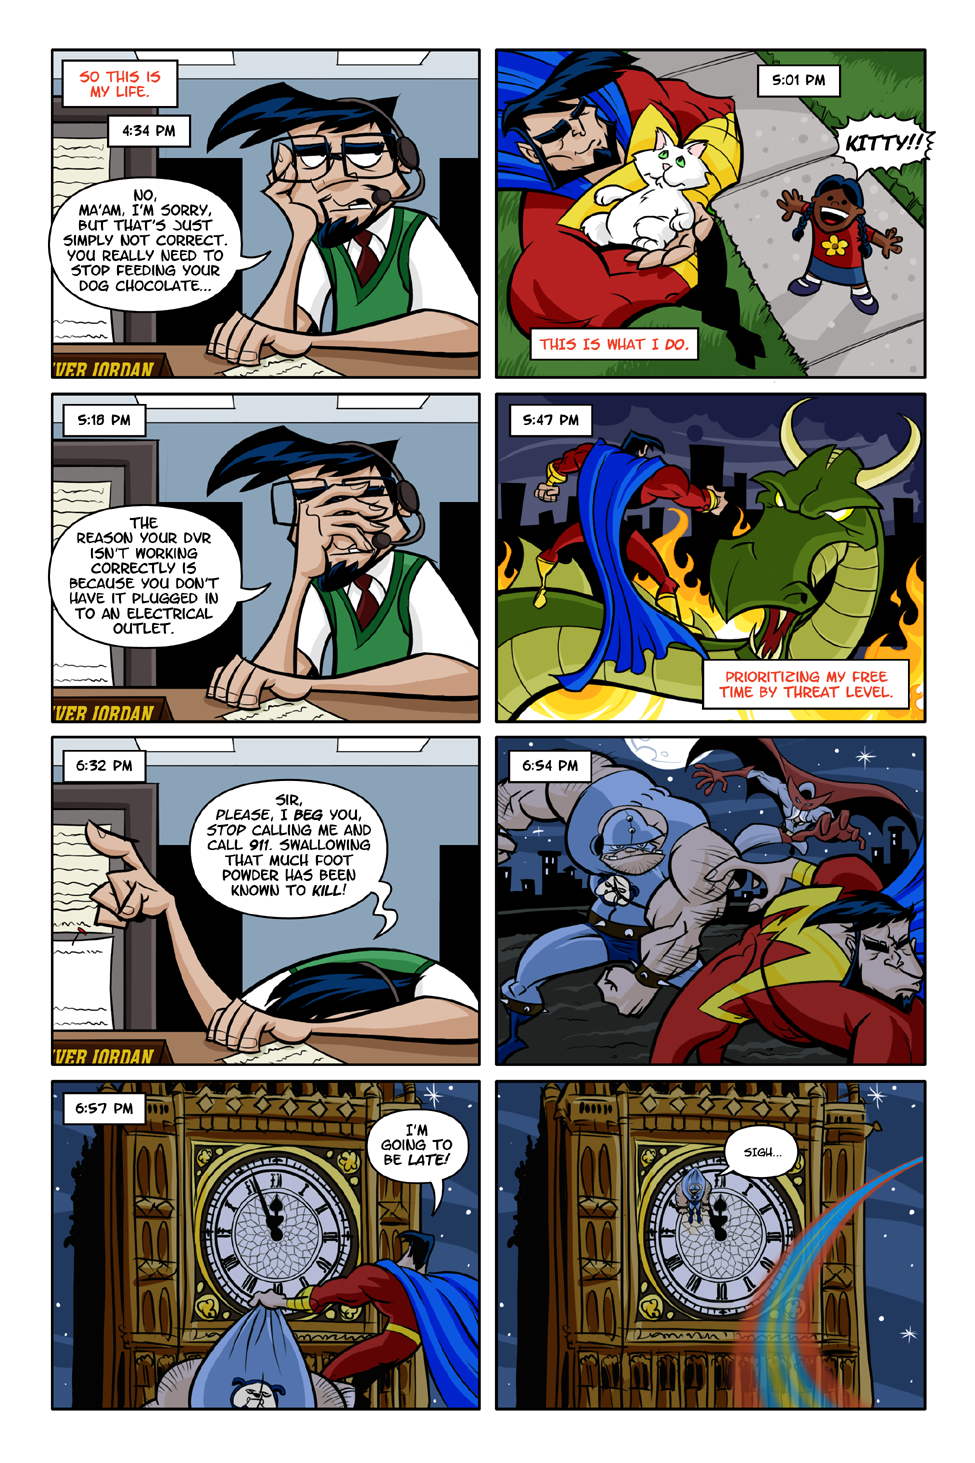 SO THIS IS
MY LIFE.
4:34 PM
NO,
MA'AM, I'M SORRY,
BUT THAT'S JUST
SIMPLY NOT CORRECT.
YOU REALLY NEED TO
STOP FEEDING YOUR
DOG CHOCOLATE...
VER JORDAN
5:01 PM
KITTY!!
THIS IS WHAT I DO.
5:18 PM
THE
REASON YOUR DVR
ISN'T WORKING
CORRECTLY IS
BECAUSE YOU DON'T
HAVE IT PLUGGED IN
TO AN ELECTRICAL
OUTLET.
VER JORDAN
5:47 PM
PRIORITIZING MY FREE
TIME BY THREAT LEVEL.
6:32 PM
SIR,
PLEASE, I BEG YOU,
STOP CALLING ME AND
CALL 911. SWALLOWING
THAT MUCH FOOT
POWDER HAS BEEN
KNOWN TO KILL!
VER JORDAN
6:54 PM
6:57 PM
I'M
GOING TO
BE LATE!
SIGH...